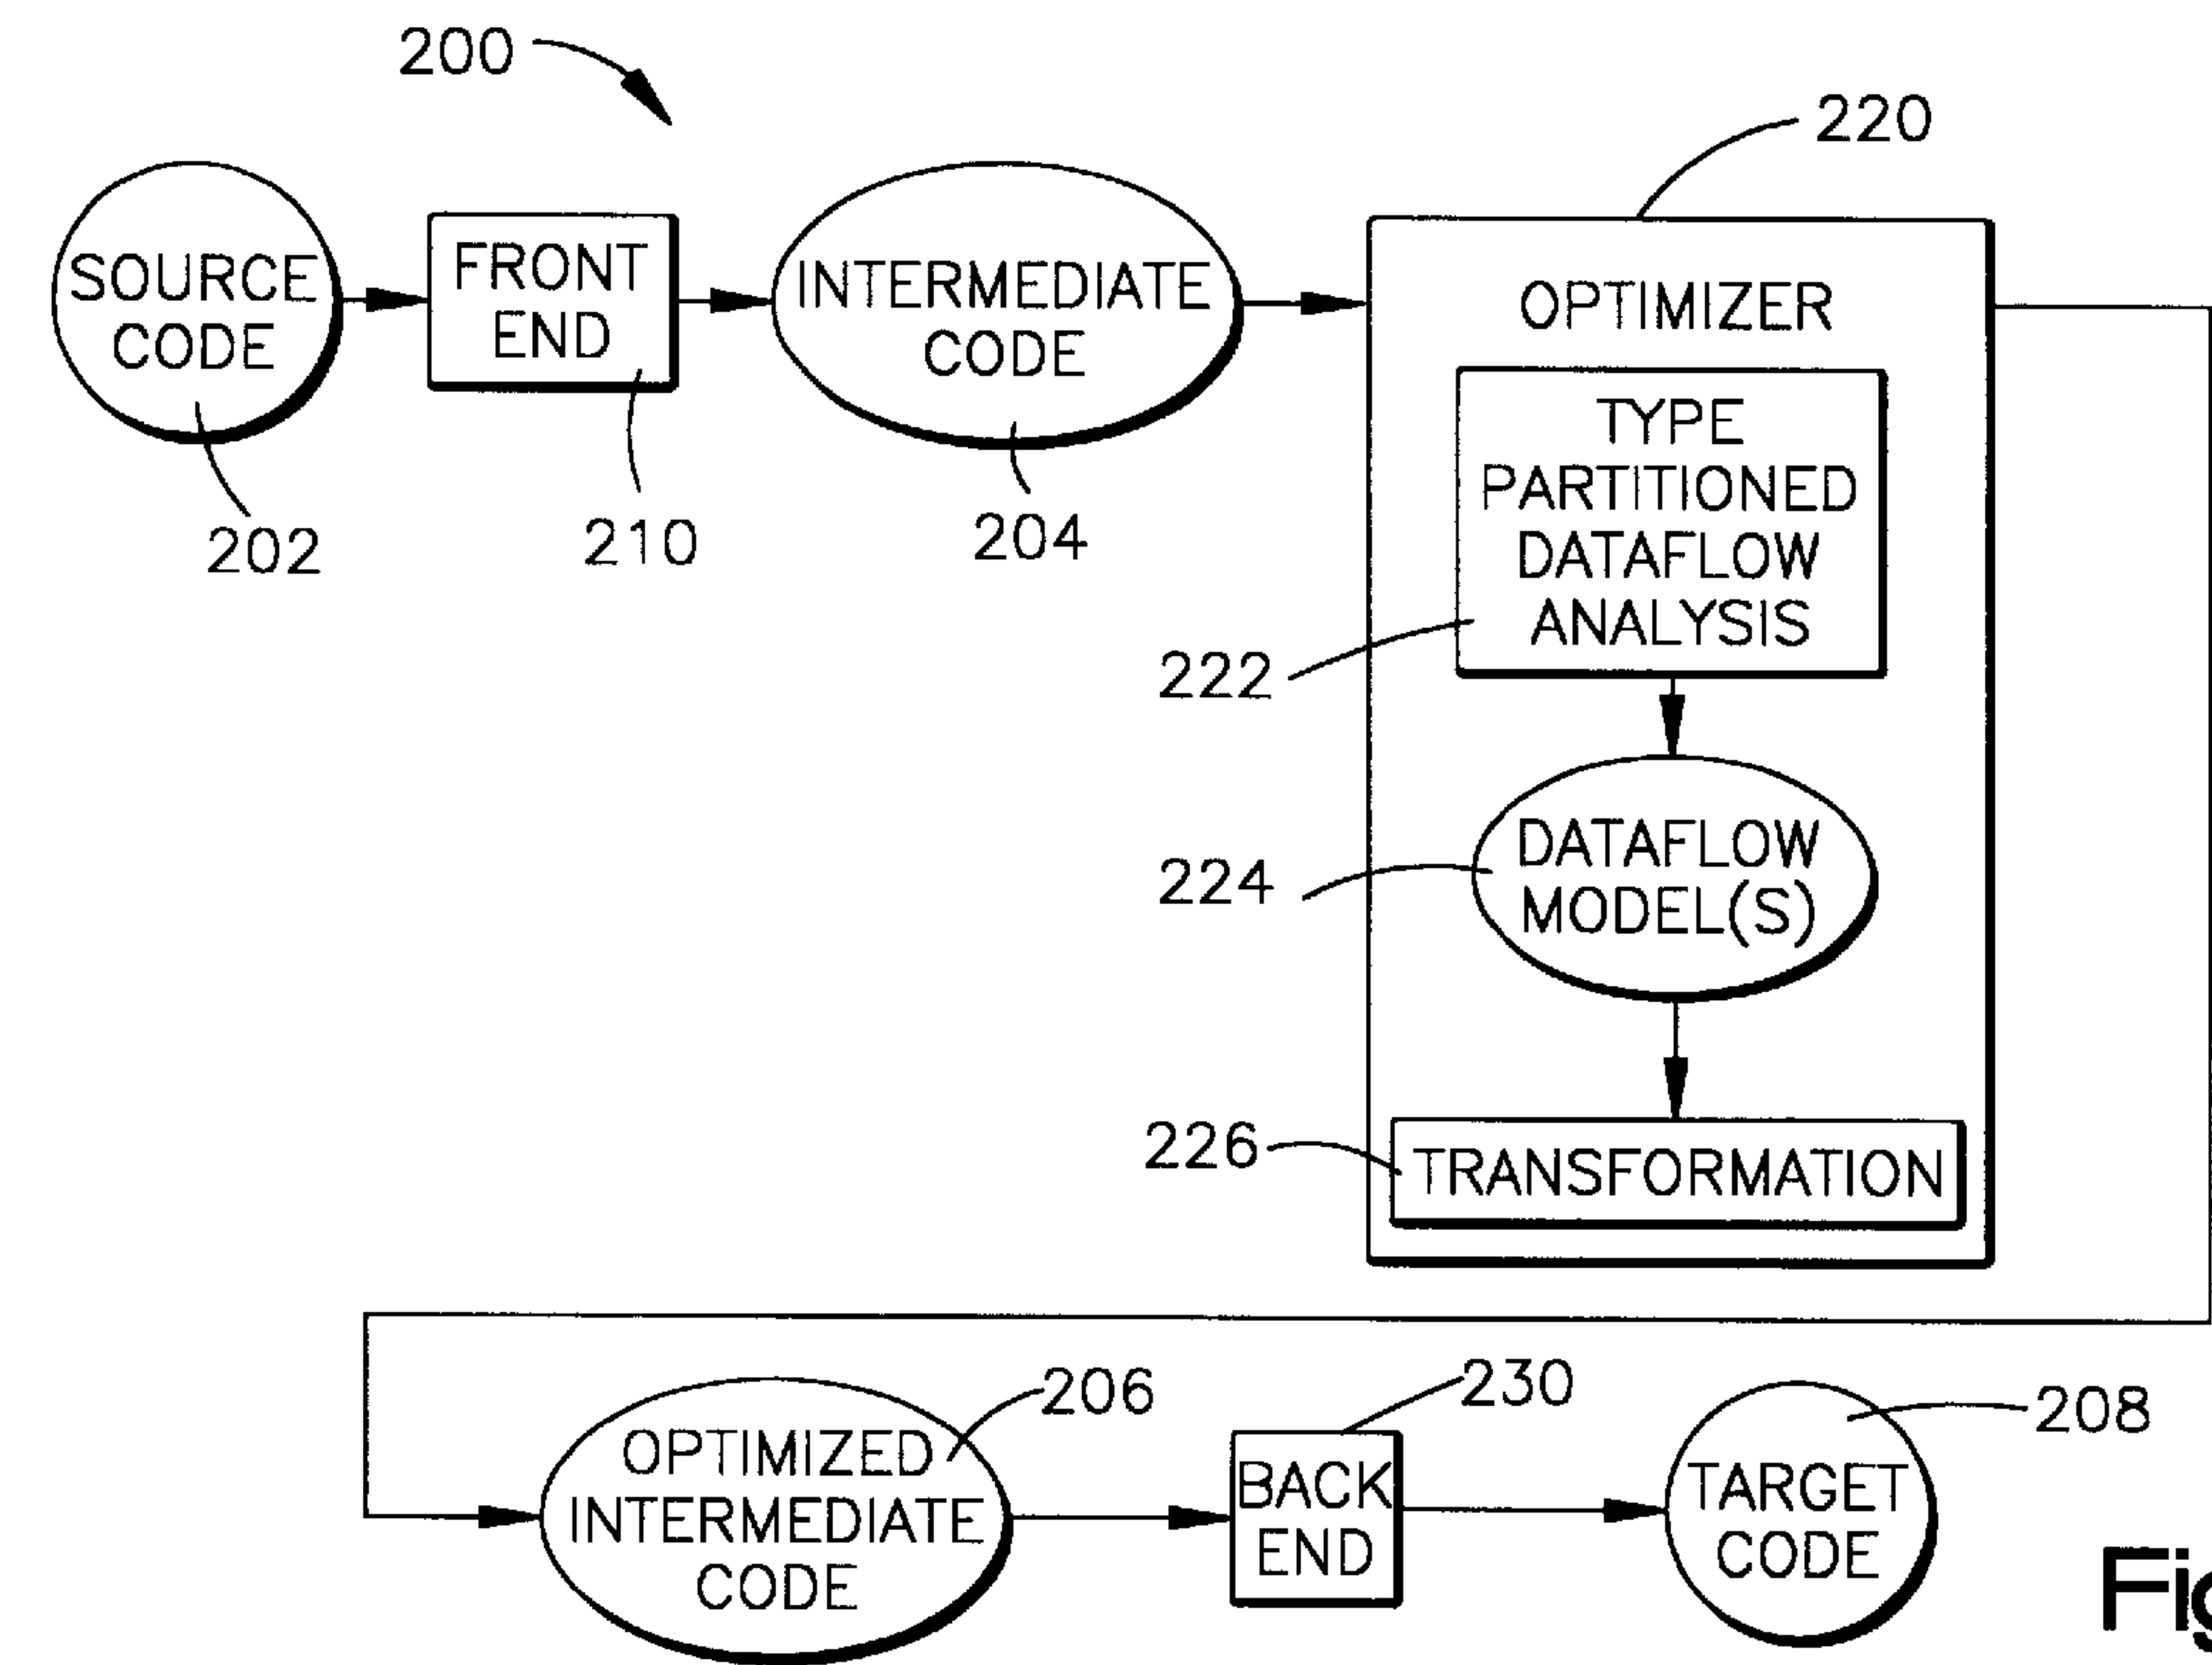 200
220
SOURCE
CODE
FRONT
END
INTERMEDIATE
CODE
OPTIMIZER
202
210
204
TYPE
PARTITIONED
DATAFLOW
ANALYSIS
222
DATAFLOW
MODEL(S)
224
226
TRANSFORMATION
206
230
208
OPTIMIZED
INTERMEDIATE
CODE
BACK
END
TARGET
CODE